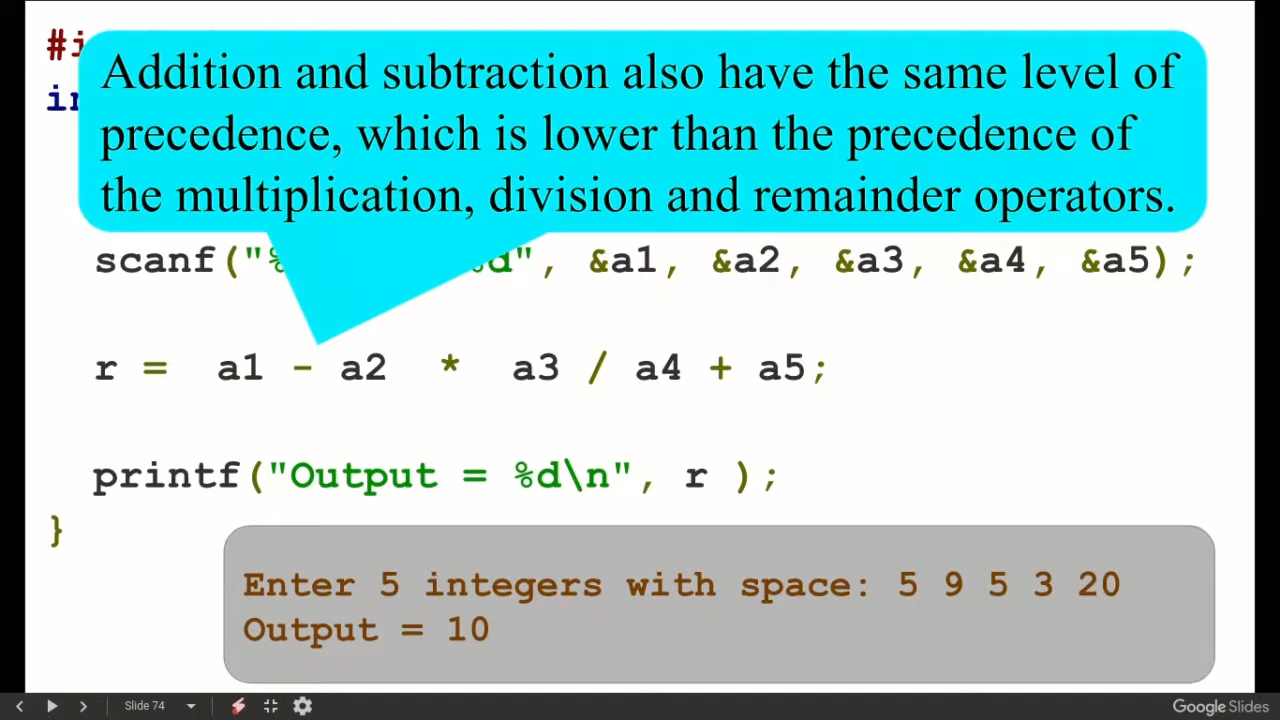 #i
Addition and subtraction also have the same level of
in
precedence, which is lower than the precedence of
the multiplication, division and remainder operators.
scanf("% d", &a1, &a2, &a3, &a4, &a5);
r = a1 - a2 * a3 / a4 + a5;
printf("Output = %d\n", r );
}
Enter 5 integers with space: 5 9 5 3 20
Output = 10
Slide 74
Google Slides